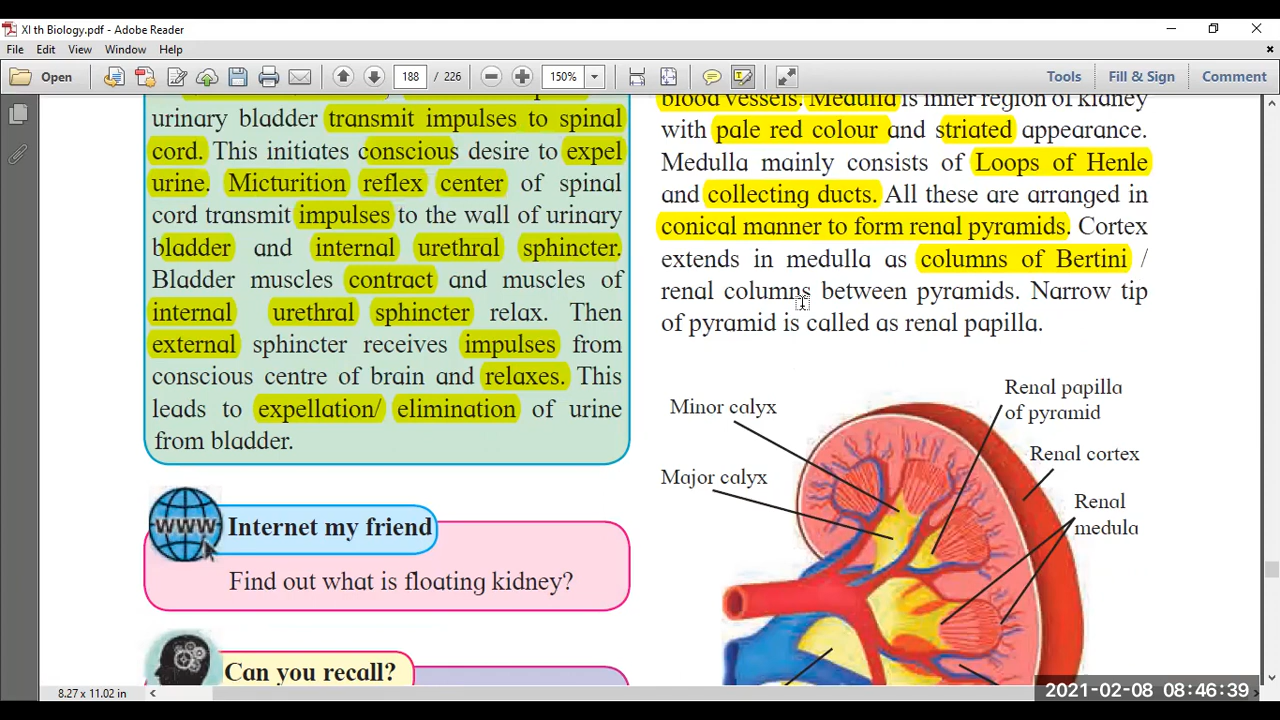 XI th Biology.pdf - Adobe Reader
File Edit View Window Help
Open 188 / 226 150% Tools Fill & Sign Comment
urinary bladder transmit impulses to spinal
cord. This initiates conscious desire to expel
urine. Micturition reflex center of spinal
cord transmit impulses to the wall of urinary
bladder and internal urethral sphincter.
Bladder muscles contract and muscles of
internal urethral sphincter relax. Then
external sphincter receives impulses from
conscious centre of brain and relaxes. This
leads to expellation/ elimination of urine
from bladder.
www Internet my friend
Find out what is floating kidney?
Can you recall?
blood vessels. Medulla is inner region of kidney
with pale red colour and striated appearance.
Medulla mainly consists of Loops of Henle
and collecting ducts. All these are arranged in
conical manner to form renal pyramids. Cortex
extends in medulla as columns of Bertini /
renal columns between pyramids. Narrow tip
of pyramid is called as renal papilla.
Minor calyx
Major calyx
Renal papilla
of pyramid
Renal cortex
Renal
medula
8.27 x 11.02 in
2021-02-08 08:46:39